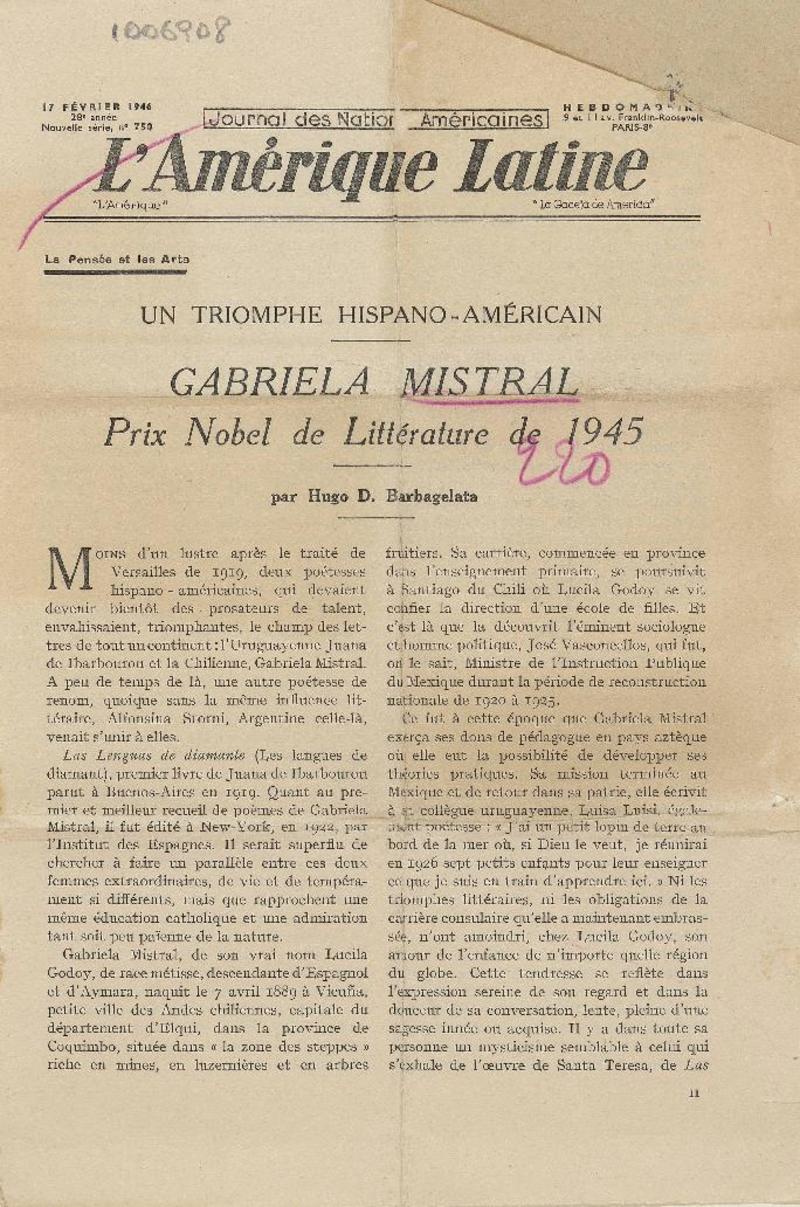 1006908
17 FÉVRIER 1946
28e année
Nouvelle série, n° 750
Journal des Nations Américaines
HEBDOMADAIRE
9 et 11 av. Franklin-Roosevelt
PARIS-8e
L'Amérique Latine
"L'Amérique"
"La Gaceta de America"
La Pensée et les Arts
UN TRIOMPHE HISPANO-AMÉRICAIN
GABRIELA MISTRAL
Prix Nobel de Littérature de 1945
220
par Hugo D. Barbagelata
MOINS d'un lustre après le traité de
Versailles de 1919, deux poétesses
hispano-américaines, qui devaient
devenir bientôt des prosateurs de talent,
envahissaient, triomphantes, le champ des let-
tres de tout un continent: l'Uruguayenne Juana
de Ibarbourou et la Chilienne, Gabriela Mistral.
A peu de temps de là, une autre poétesse de
renom, quoique sans la même influence lit-
téraire, Alfonsina Storni, Argentine celle-là,
venait s'unir à elles.
Las Lenguas de diamante (Les langues de
diamant), premier livre de Juana de Ibarbourou
parut à Buenos-Aires en 1919. Quant au pre-
mier et meilleur recueil de poèmes de Gabriela
Mistral, il fut édité à New-York, en 1922, par
l'Institut des Espagnes. Il serait superflu de
chercher à faire un parallèle entre ces deux
femmes extraordinaires, de vie et de tempéra-
ment si différents, mais que rapprochent une
même éducation catholique et une admiration
tant soit peu païenne de la nature.
Gabriela Mistral, de son vrai nom Lucila
Godoy, de race métisse, descendante d'Espagnol
et d'Aymara, naquit le 7 avril 1889 à Vicuña,
petite ville des Andes chiliennes, capitale du
département d'Elqui, dans la province de
Coquimbo, située dans « la zone des steppes »
riche en mines, en luzernières et en arbres
fruitiers. Sa carrière, commencée en province
dans l'enseignement primaire, se poursuivit
à Santiago du Chili où Lucila Godoy se vit
confier la direction d'une école de filles. Et
c'est là que la découvrit l'éminent sociologue
et homme politique, José Vasconcellos, qui fut,
on le sait, Ministre de l'Instruction Publique
du Mexique durant la période de reconstruction
nationale de 1920 à 1925.
Ce fut à cette époque que Gabriela Mistral
exerça ses dons de pédagogue en pays aztèque
où elle eut la possibilité de développer ses
théories pratiques. Sa mission terminée au
Mexique et de retour dans sa patrie, elle écrivit
à sa collègue uruguayenne, Luisa Luisi, égale-
ment poétesse : « J'ai un petit lopin de terre au
bord de la mer où, si Dieu le veut, je réunirai
en 1926 sept petits enfants pour leur enseigner
ce que je suis en train d'apprendre ici. » Ni les
triomphes littéraires, ni les obligations de la
carrière consulaire qu'elle a maintenant embras-
sée, n'ont amoindri, chez Lucila Godoy, son
amour de l'enfance de n'importe quelle région
du globe. Cette tendresse se reflète dans
l'expression sereine de son regard et dans la
douceur de sa conversation, lente, pleine d'une
sagesse innée ou acquise. Il y a dans toute sa
personne un mysticisme semblable à celui qui
s'exhale de l'œuvre de Santa Teresa, de Las
11